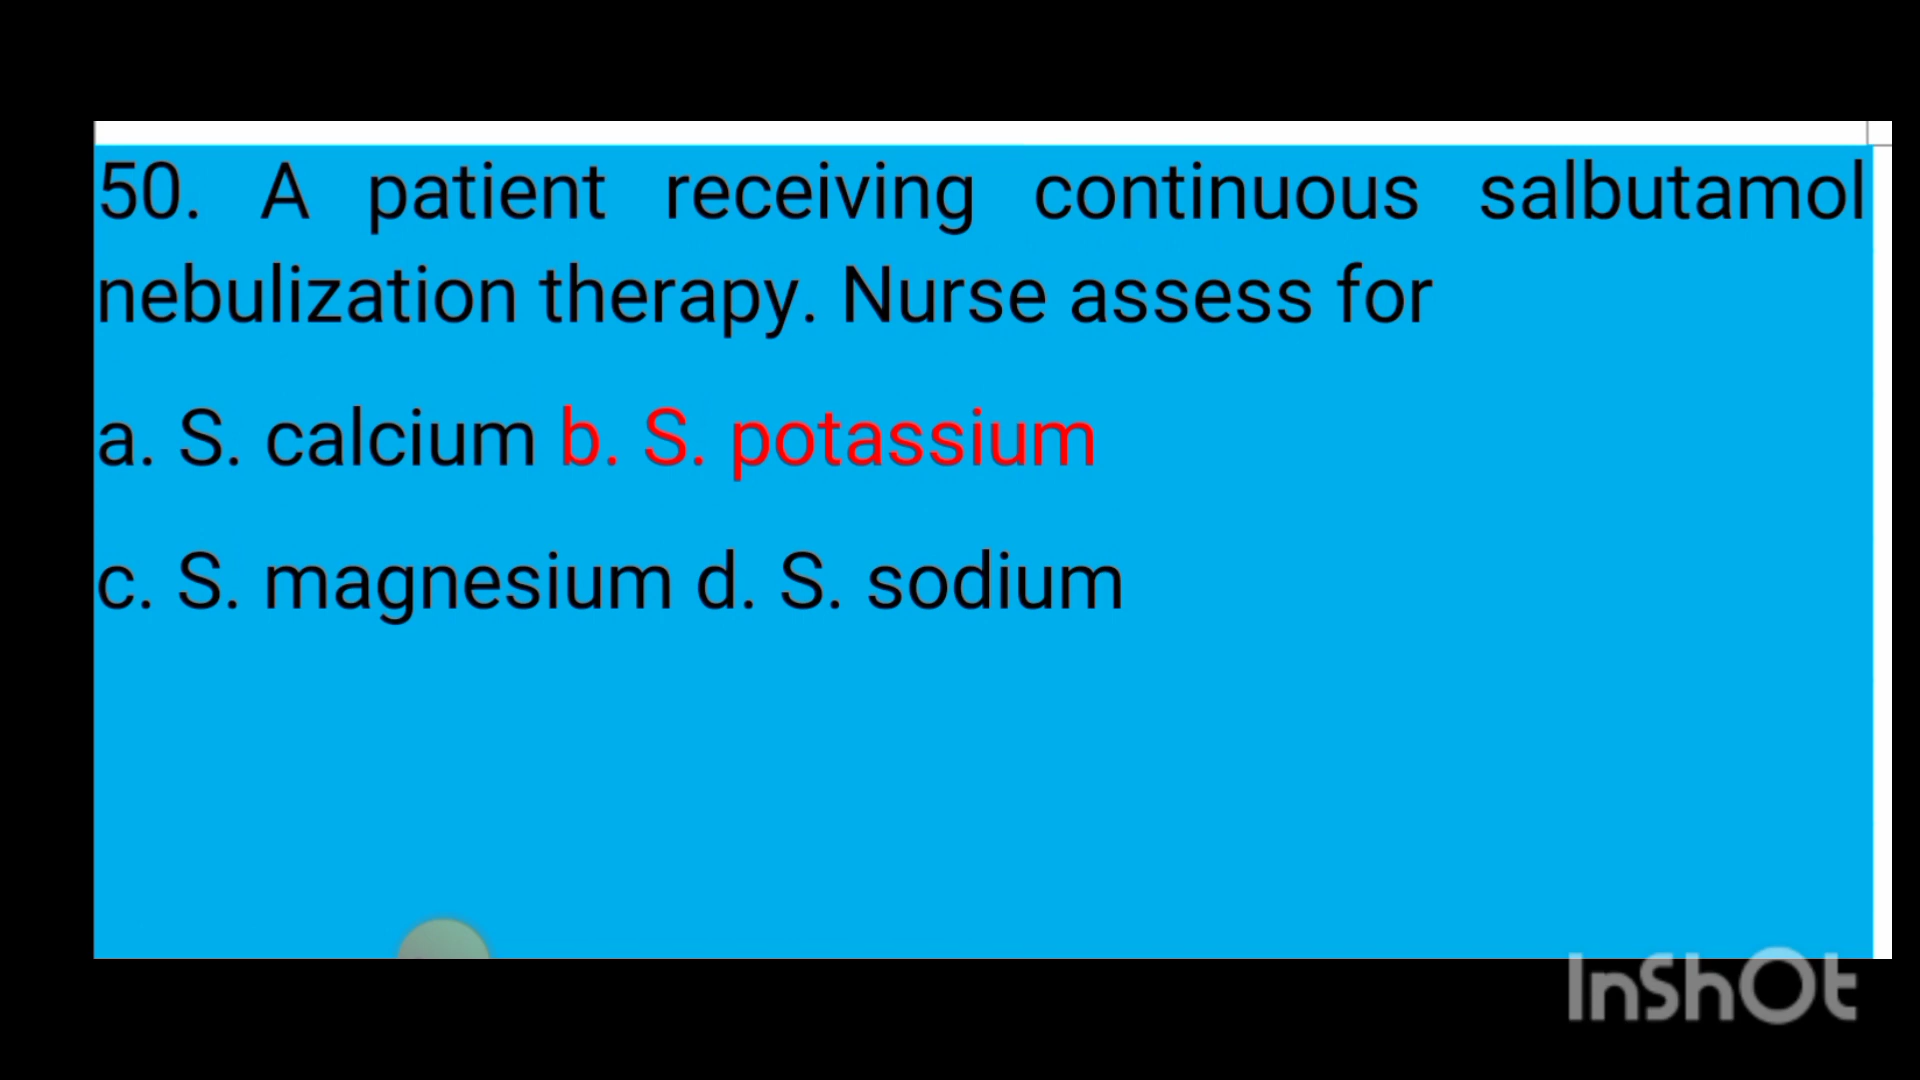 50. A patient receiving continuous salbutamol
nebulization therapy. Nurse assess for
a. S. calcium b. S. potassium
c. S. magnesium d. S. sodium
InShOt